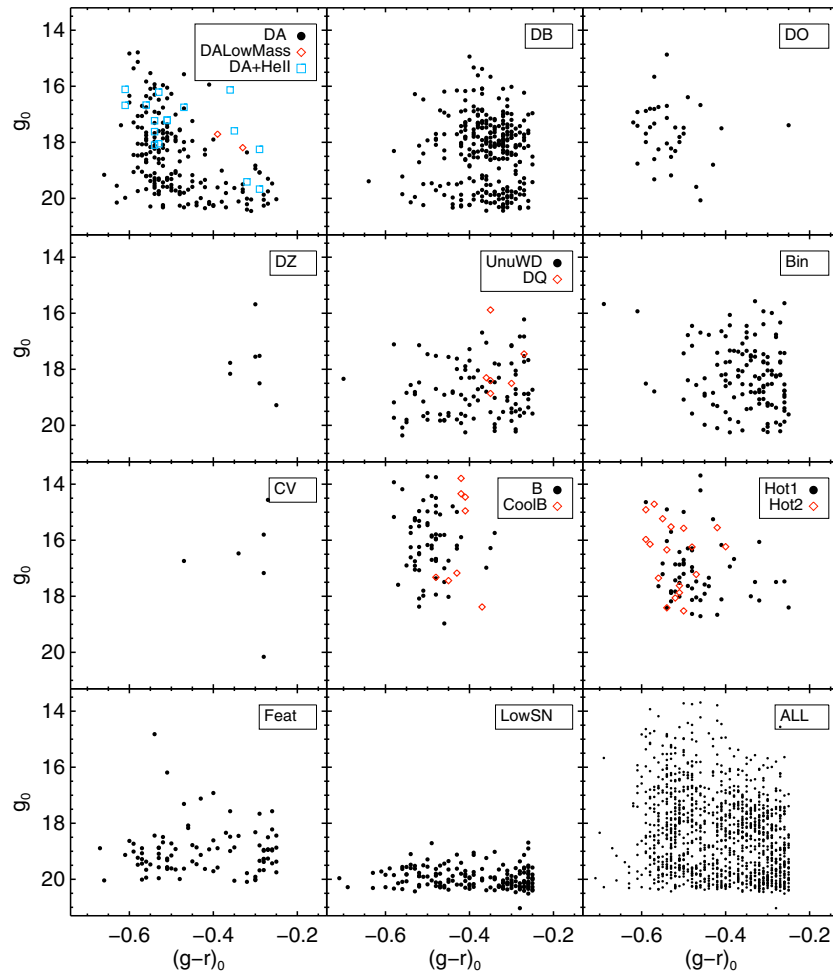 DA
DALowMass
DA+HeII
DB
DO
14
16
18
20
g₀
DZ
UnuWD
DQ
Bin
14
16
18
20
g₀
CV
B
CoolB
Hot1
Hot2
14
16
18
20
g₀
Feat
LowSN
ALL
14
16
18
20
g₀
−0.6 −0.4 −0.2
−0.6 −0.4 −0.2
−0.6 −0.4 −0.2
(g−r)₀
(g−r)₀
(g−r)₀